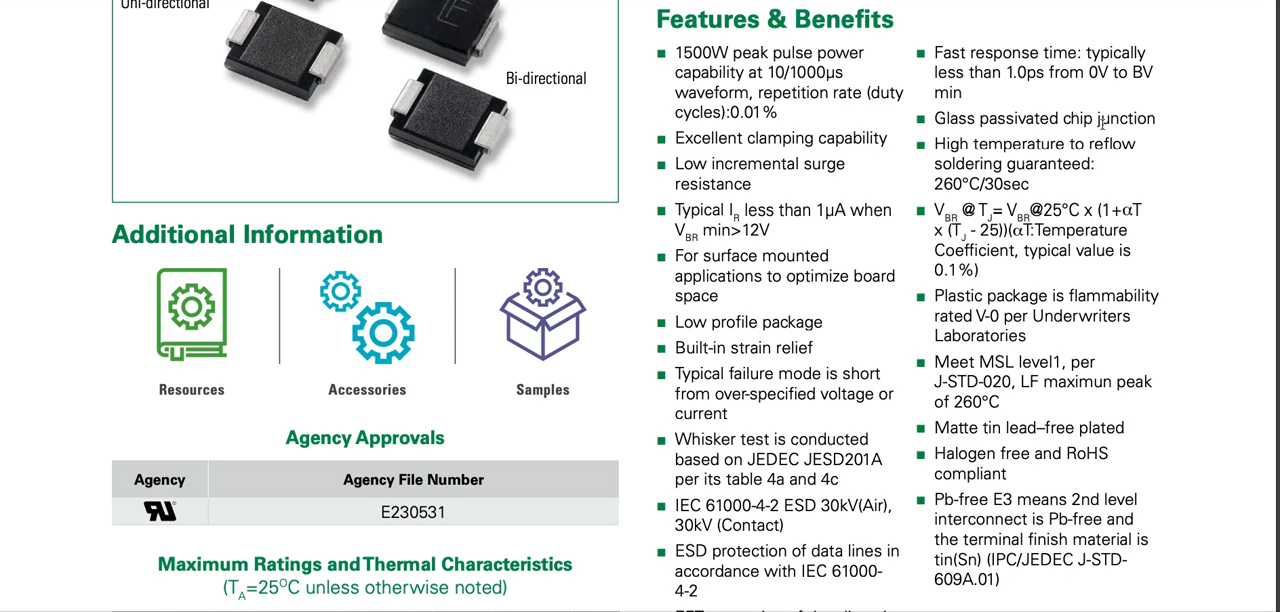 Uni-directional
Bi-directional
Additional Information
Resources
Accessories
Samples
Agency Approvals
Agency Agency File Number
E230531
Maximum Ratings and Thermal Characteristics
(TA=25OC unless otherwise noted)
Features & Benefits
■ 1500W peak pulse power
capability at 10/1000μs
waveform, repetition rate (duty
cycles):0.01%
■ Excellent clamping capability
■ Low incremental surge
resistance
■ Typical IR less than 1μA when
VBR min>12V
■ For surface mounted
applications to optimize board
space
■ Low profile package
■ Built-in strain relief
■ Typical failure mode is short
from over-specified voltage or
current
■ Whisker test is conducted
based on JEDEC JESD201A
per its table 4a and 4c
■ IEC 61000-4-2 ESD 30kV(Air),
30kV (Contact)
■ ESD protection of data lines in
accordance with IEC 61000-
4-2
■ Fast response time: typically
less than 1.0ps from 0V to BV
min
■ Glass passivated chip junction
■ High temperature to reflow
soldering guaranteed:
260°C/30sec
■ VBR @ TJ= VBR@25°C x (1+αT
x (TJ - 25))(αT:Temperature
Coefficient, typical value is
0.1%)
■ Plastic package is flammability
rated V-0 per Underwriters
Laboratories
■ Meet MSL level1, per
J-STD-020, LF maximun peak
of 260°C
■ Matte tin lead–free plated
■ Halogen free and RoHS
compliant
■ Pb-free E3 means 2nd level
interconnect is Pb-free and
the terminal finish material is
tin(Sn) (IPC/JEDEC J-STD-
609A.01)